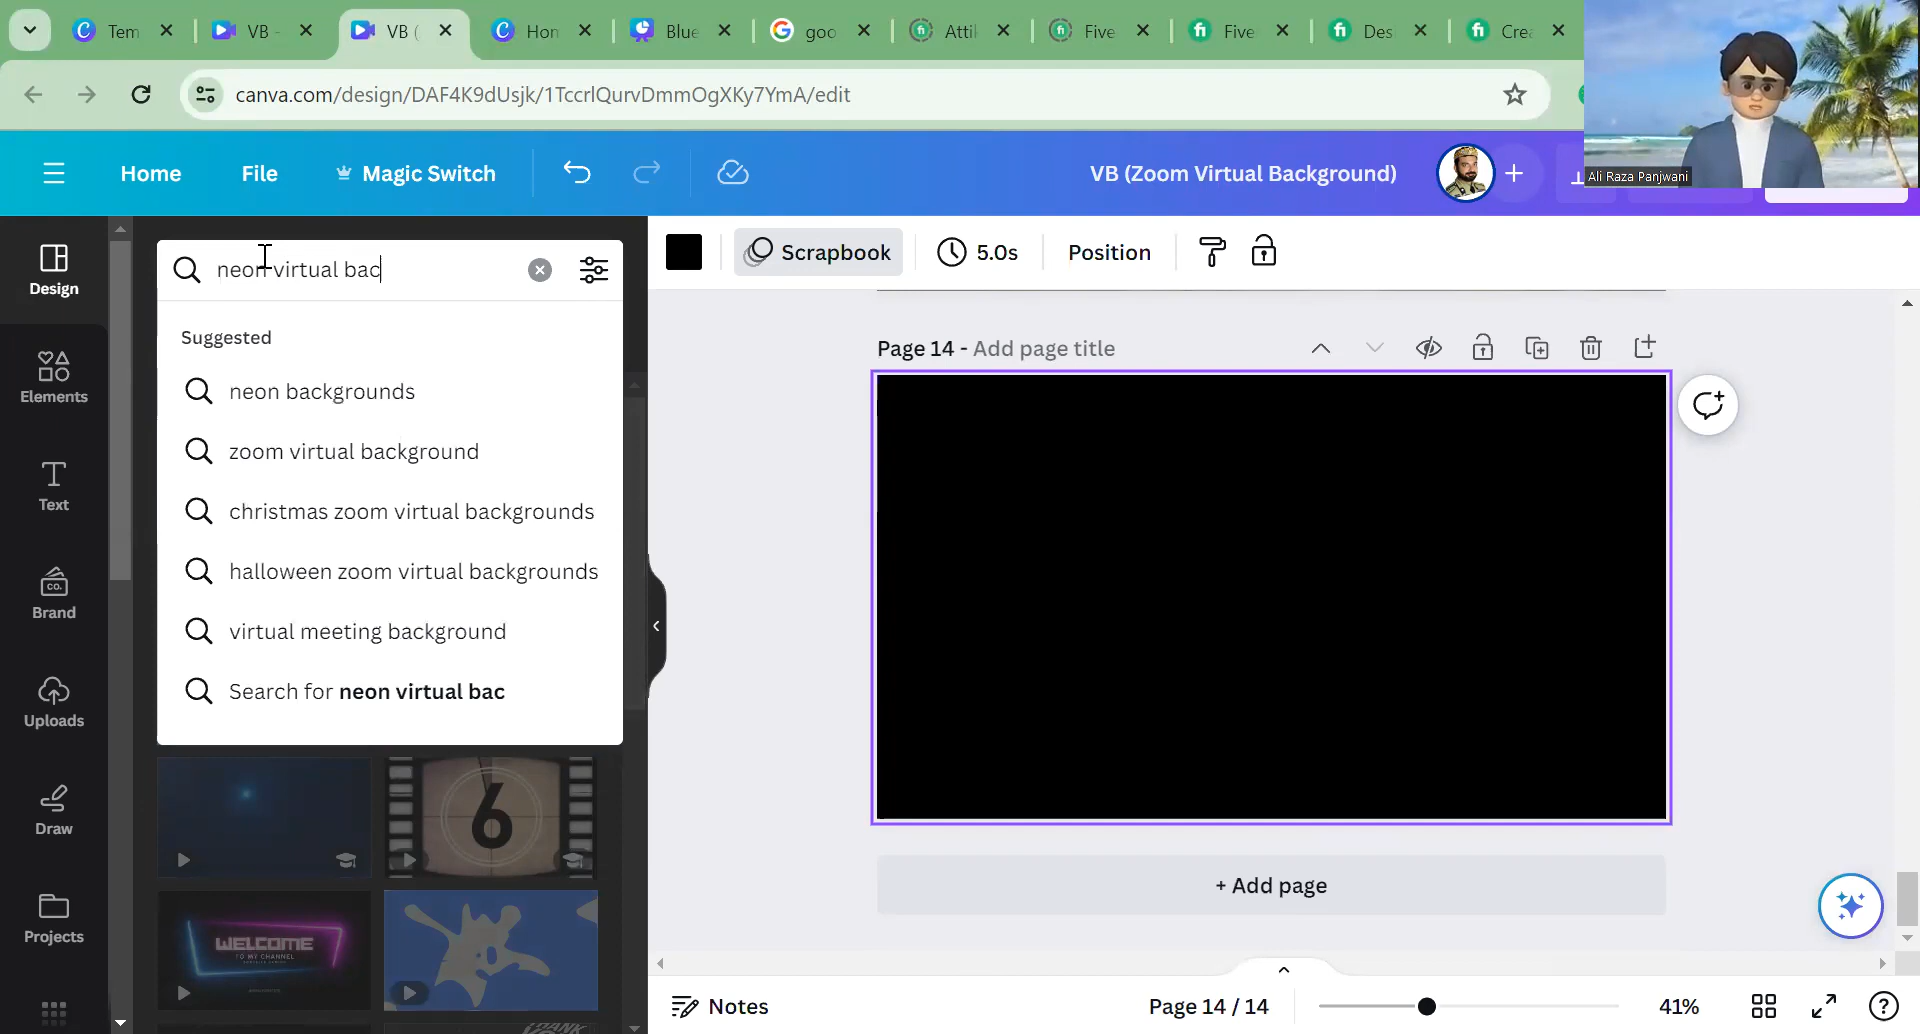 Tem
VB -
VB (
Hon
Blue
goo
Atti
Five
Five
Des
Crea
canva.com/design/DAF4K9dUsjk/1TccrlQurvDmmOgXKy7YmA/edit
Ali Raza Panjwani
Home
File
Magic Switch
VB (Zoom Virtual Background)
Design
Elements
Text
Brand
Uploads
Draw
Projects
neon virtual bac
Suggested
neon backgrounds
zoom virtual background
christmas zoom virtual backgrounds
halloween zoom virtual backgrounds
virtual meeting background
Search for neon virtual bac
6
WELCOME
TO MY CHANNEL
Scrapbook
5.0s
Position
Page 14 - Add page title
+ Add page
Notes
Page 14 / 14
41%